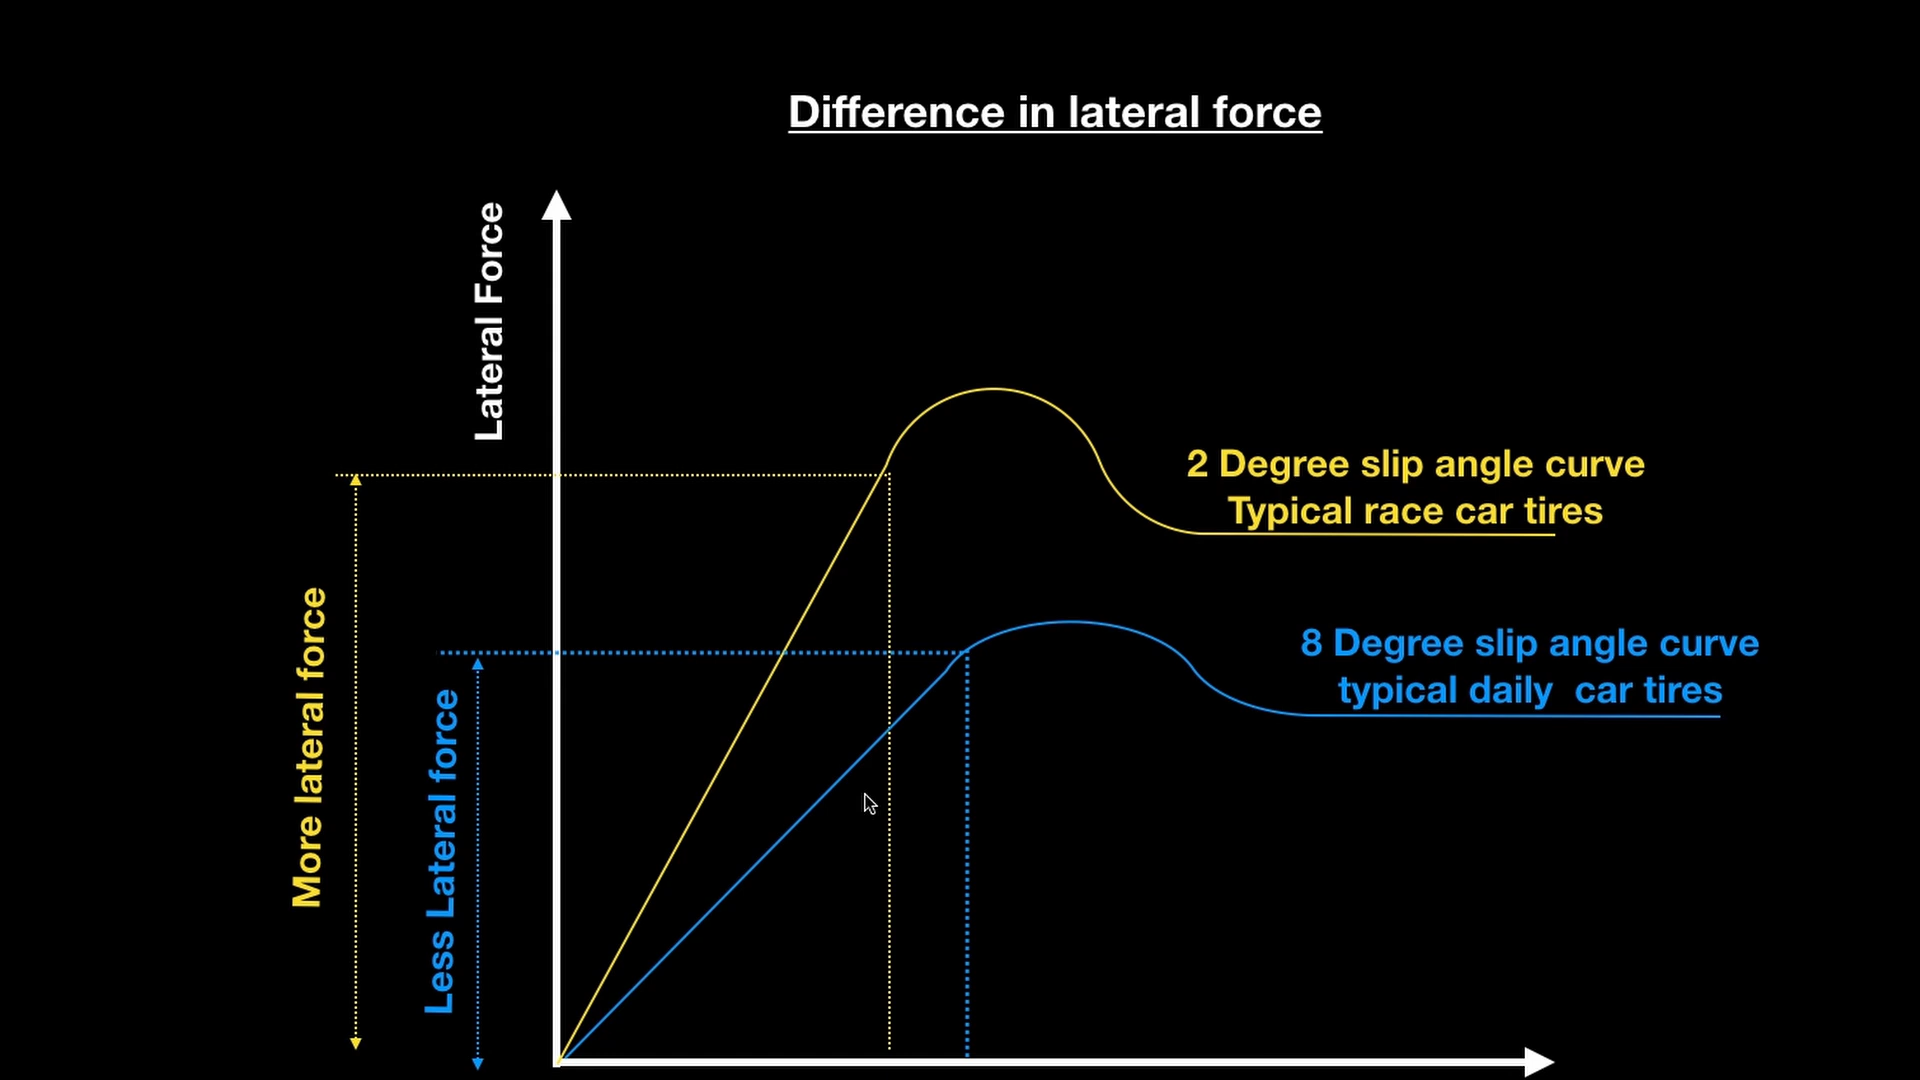 Difference in lateral force
Lateral Force
2 Degree slip angle curve
Typical race car tires
8 Degree slip angle curve
typical daily  car tires
More lateral force
Less Lateral force